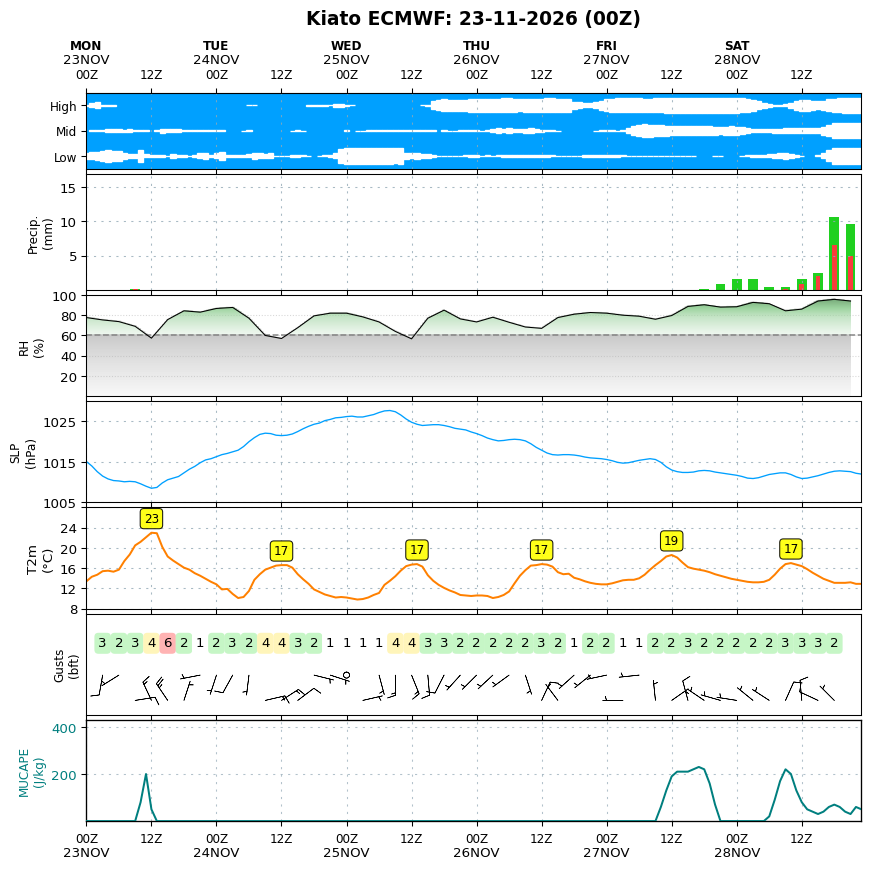 Kiato ECMWF: 23-11-2026 (00Z)
MON TUE WED THU FRI SAT
23NOV 24NOV 25NOV 26NOV 27NOV 28NOV
00Z 12Z 00Z 12Z 00Z 12Z 00Z 12Z 00Z 12Z 00Z 12Z
High
Mid
Low
Precip.
(mm)
15
10
5
RH
(%)
100
80
60
40
20
SLP
(hPa)
1025
1015
1005
T2m
(°C)
24
20
16
12
8
23 17 17 17 19 17
Gusts
(bft)
3 2 3 4 6 2 1 2 3 2 4 4 3 2 1 1 1 1 4 4 3 3 2 2 2 2 2 3 2 1 2 2 1 1 2 2 3 2 2 2 2 2 3 3 3 2
MUCAPE
(J/kg)
400
200
00Z 12Z 00Z 12Z 00Z 12Z 00Z 12Z 00Z 12Z 00Z 12Z
23NOV 24NOV 25NOV 26NOV 27NOV 28NOV